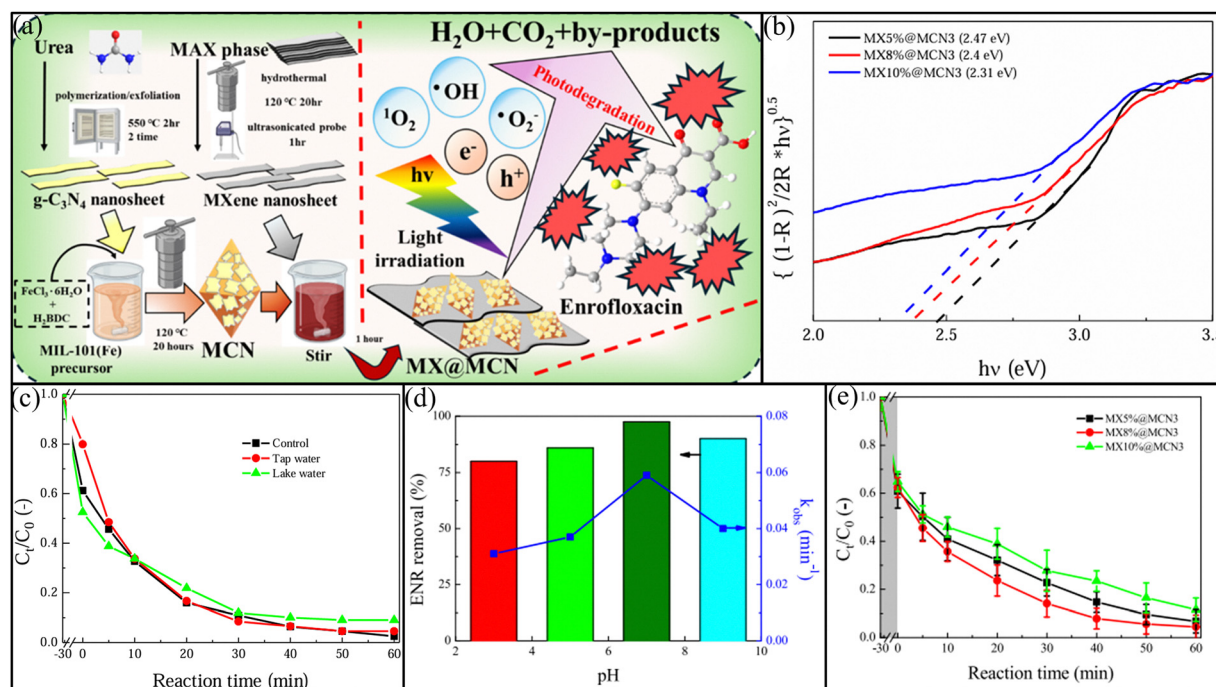 (a)
Urea
MAX phase
hydrothermal
120 °C 20hr
polymerization/exfoliation
550 °C 2hr
2 time
ultrasonicated probe
1hr
g-C₃N₄ nanosheet
MXene nanosheet
FeCl₃·6H₂O
+
H₂BDC
MIL-101(Fe)
precursor
120 °C
20 hours
MCN
Stir
1 hour
H₂O+CO₂+by-products
•OH
¹O₂
•O₂⁻
e⁻
h⁺
hν
Photodegradation
Light
irradiation
Enrofloxacin
MX@MCN
(b)
MX5%@MCN3 (2.47 eV)
MX8%@MCN3 (2.4 eV)
MX10%@MCN3 (2.31 eV)
{ (1-R )²/2R *hν}⁰·⁵
2.0 2.5 3.0 3.5
hν (eV)
(c)
Control
Tap water
Lake water
Cₜ/C₀ (-)
1.0
0.8
0.6
0.4
0.2
0.0
-30 0 10 20 30 40 50 60
Reaction time (min)
(d)
ENR removal (%)
100
75
50
25
0
0.08
0.06
0.04
0.02
0.00
k_obs (min⁻¹)
2 4 6 8 10
pH
(e)
MX5%@MCN3
MX8%@MCN3
MX10%@MCN3
Cₜ/C₀ (-)
1.0
0.8
0.6
0.4
0.2
0.0
-30 0 10 20 30 40 50 60
Reaction time (min)